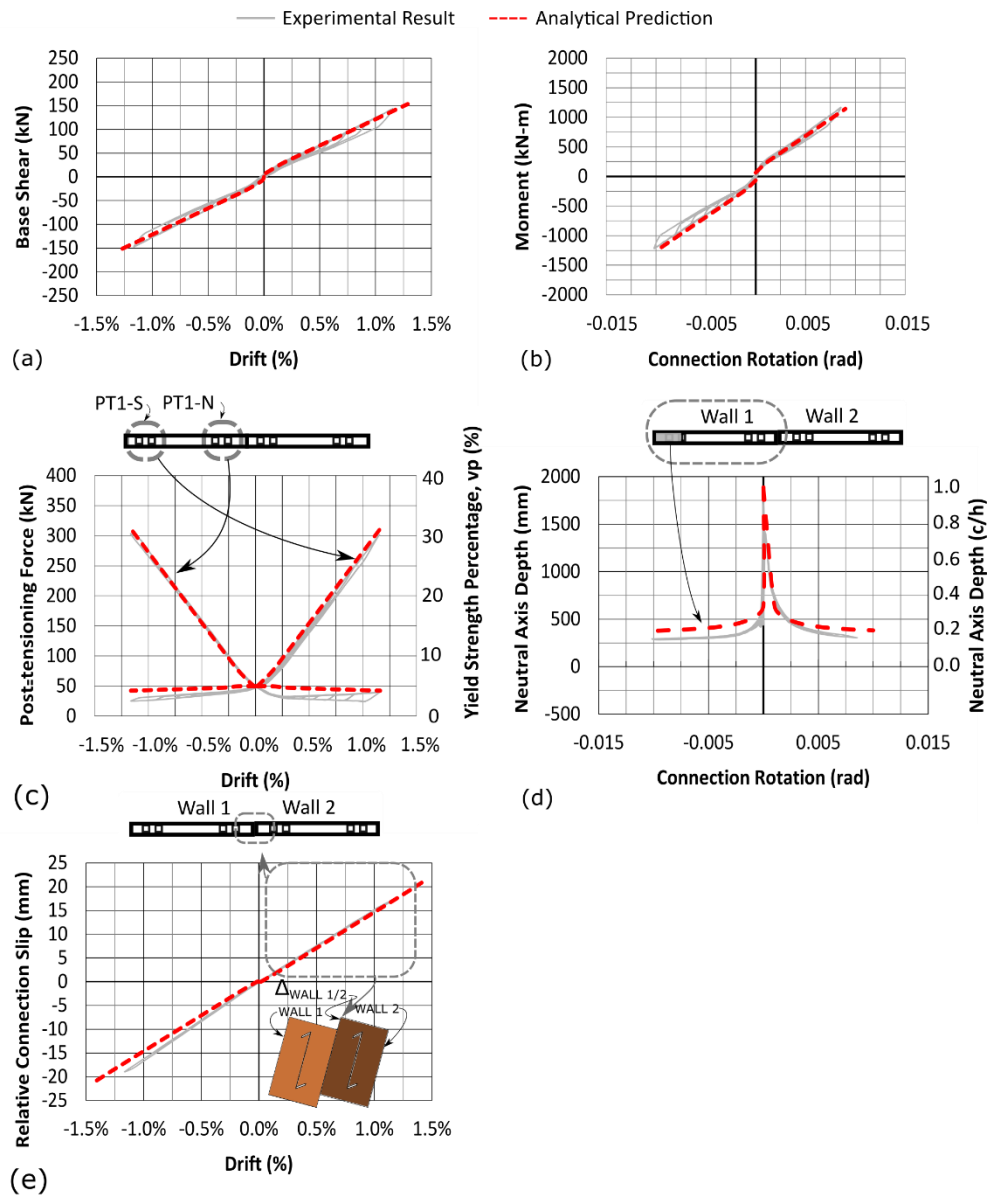 Experimental Result
Analytical Prediction
Base Shear (kN)
250
200
150
100
50
0
-50
-100
-150
-200
-250
-1.5% -1.0% -0.5% 0.0% 0.5% 1.0% 1.5%
Drift (%)
(a)
Moment (kN-m)
2000
1500
1000
500
0
-500
-1000
-1500
2000
-0.015 -0.005 0.005 0.015
Connection Rotation (rad)
(b)
PT1-S PT1-N
Post-tensioning Force (kN)
400
350
300
250
200
150
100
50
0
Yield Strength Percentage, vp (%)
40
30
20
10
0
-1.5% -1.0% -0.5% 0.0% 0.5% 1.0% 1.5%
Drift (%)
(c)
Wall 1 Wall 2
Neutral Axis Depth (mm)
2000
1500
1000
500
0
-500
Neutral Axis Depth (c/h)
1.0
0.8
0.6
0.4
0.2
0.0
-0.015 -0.005 0.005 0.015
Connection Rotation (rad)
(d)
Wall 1 Wall 2
Relative Connection Slip (mm)
25
20
15
10
5
0
-5
-10
-15
-20
-25
Δ WALL 1/2
WALL 1 WALL 2
-1.5% -1.0% -0.5% 0.0% 0.5% 1.0% 1.5%
Drift (%)
(e)